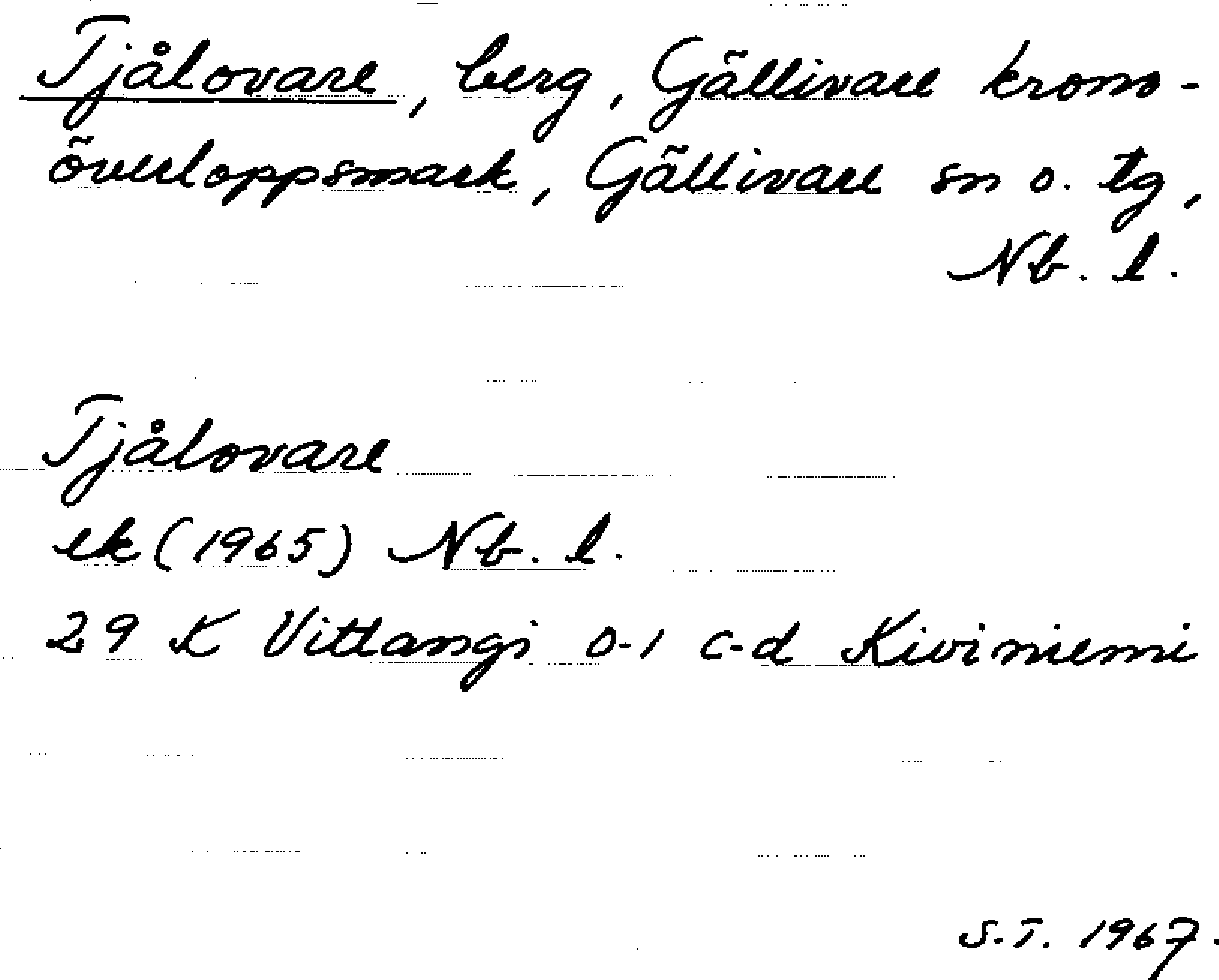 Tjålovare, berg, Gällivare krono-
överloppsmark, Gällivare sn o. tg,
Nb. l.
Tjålovare
ek (1965) Nb. l.
29 K Vittangi 0-1 c-d Kiviniemi
S.T. 1967.